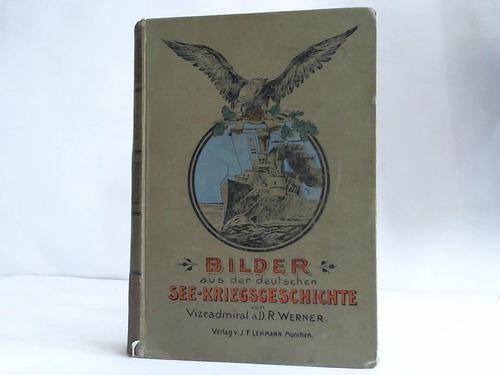 BILDER
aus der deutschen
SEE-KRIEGSGESCHICHTE
von
Vizeadmiral a.D. R. WERNER.
Verlag v. J. F. LEHMANN München.